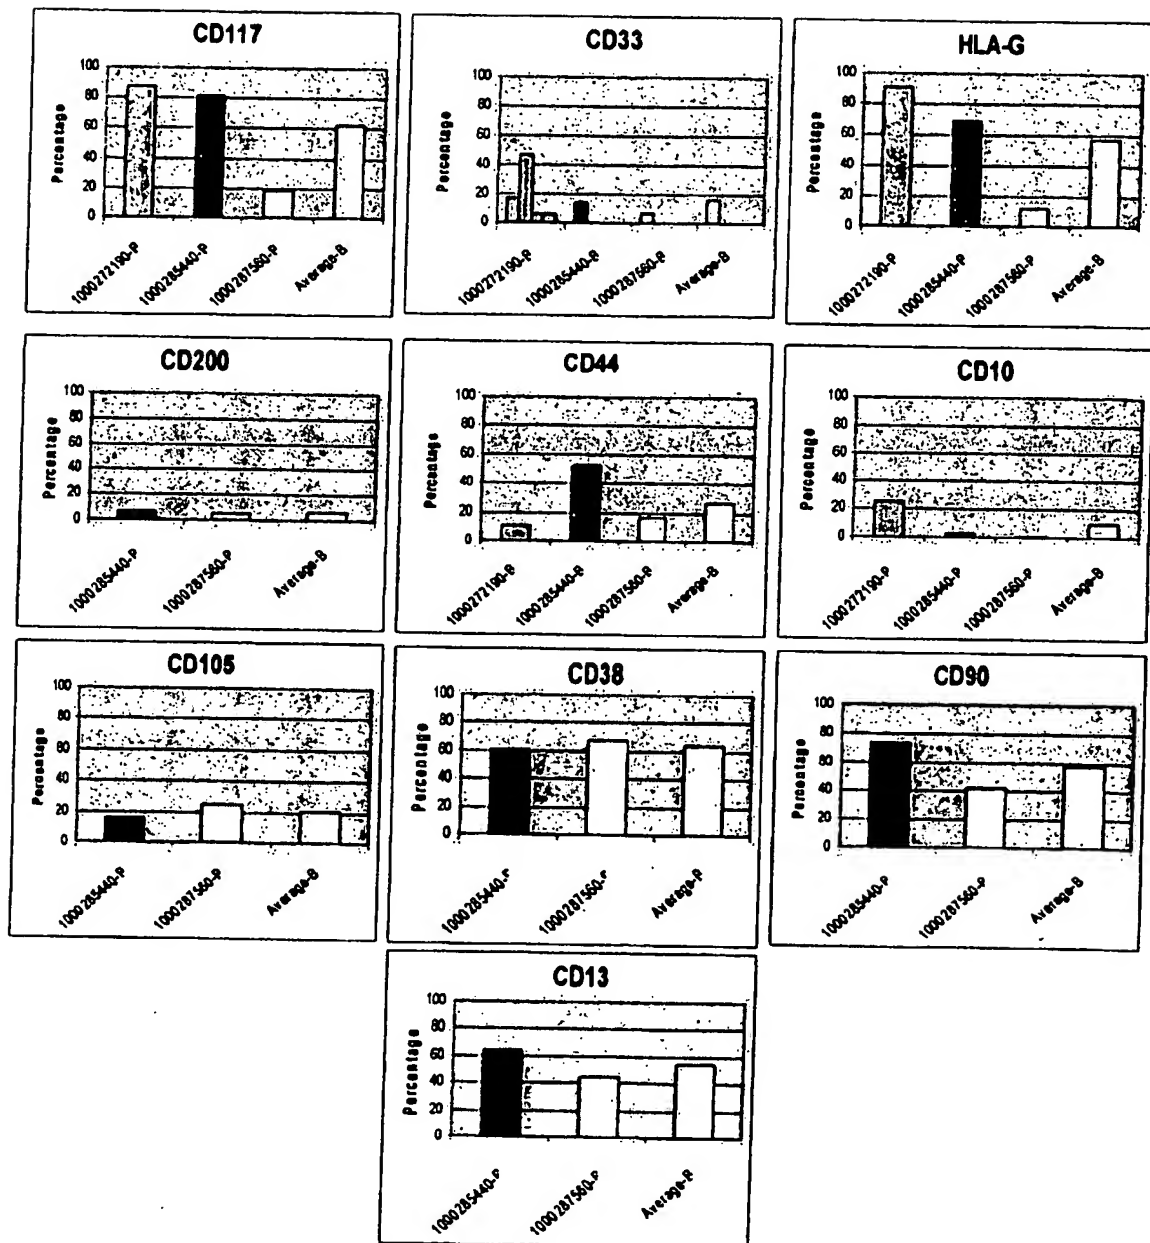 CD117
Percentage
100
80
60
40
20
0
1000272190-P
1000285440-P
1000287560-P
Average-B
CD33
Percentage
100
80
60
40
20
0
1000272190-P
1000285440-B
1000287560-P
Average-B
HLA-G
Percentage
100
80
60
40
20
0
1000272190-P
1000285440-P
1000287560-P
Average-B
CD200
Percentage
100
80
60
40
20
0
1000285440-P
1000287560-P
Average-B
CD44
Percentage
100
80
60
40
20
0
1000272190-B
1000285440-B
1000287560-B
Average-B
CD10
Percentage
100
80
60
40
20
0
1000272190-P
1000285440-P
1000287560-P
Average-B
CD105
Percentage
100
80
60
40
20
0
1000285440-P
1000287560-P
Average-B
CD38
Percentage
100
80
60
40
20
0
1000285440-P
1000287560-P
Average-P
CD90
Percentage
100
80
60
40
20
0
1000285440-P
1000287560-P
Average-B
CD13
Percentage
100
80
60
40
20
0
1000285440-P
1000287560-P
Average-B